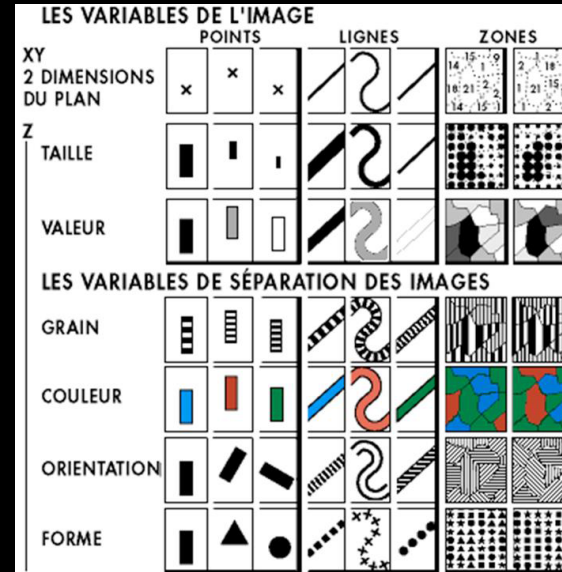 LES VARIABLES DE L'IMAGE
POINTS LIGNES ZONES
XY
2 DIMENSIONS
DU PLAN
Z
TAILLE
VALEUR
LES VARIABLES DE SÉPARATION DES IMAGES
GRAIN
COULEUR
ORIENTATION
FORME